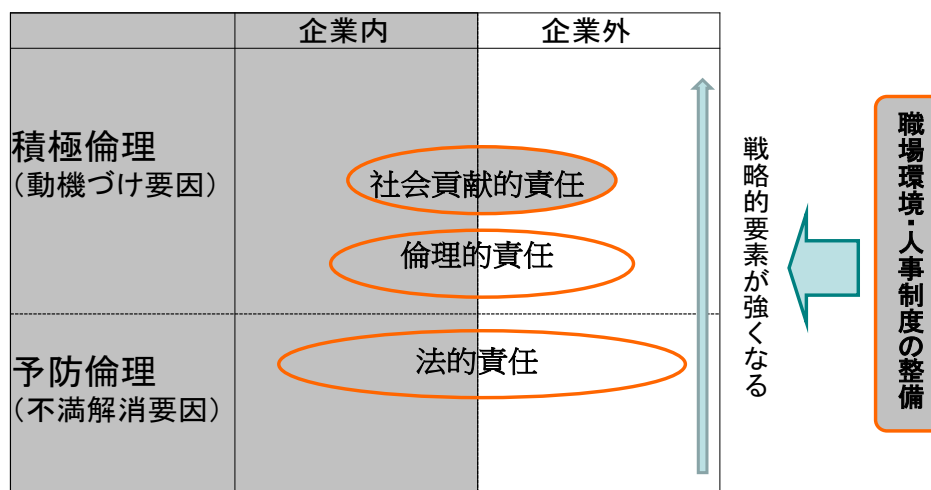 企業内
企業外
積極倫理
（動機づけ要因）
社会貢献的責任
倫理的責任
予防倫理
（不満解消要因）
法的責任
戦略的要素が強くなる
職場環境・人事制度の整備